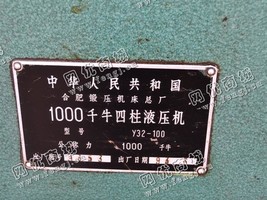 中华人民共和国
合肥锻压机床总厂
1000千牛四柱液压机
型号 Y32-100
公称力 1000 千牛
出厂日期